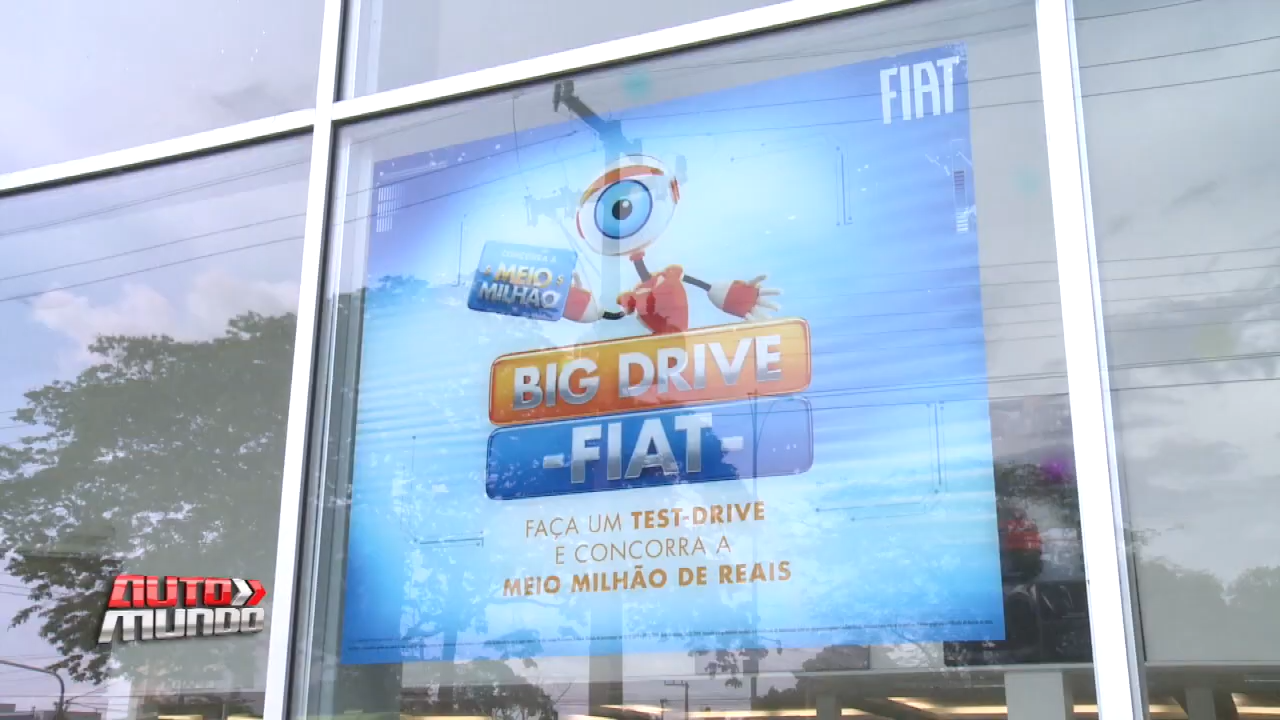 FIAT
CONCORRA A
MEIO
MILHÃO
BIG DRIVE
-FIAT-
FAÇA UM TEST-DRIVE
E CONCORRA A
MEIO MILHÃO DE REAIS
AUTO
MUNDO